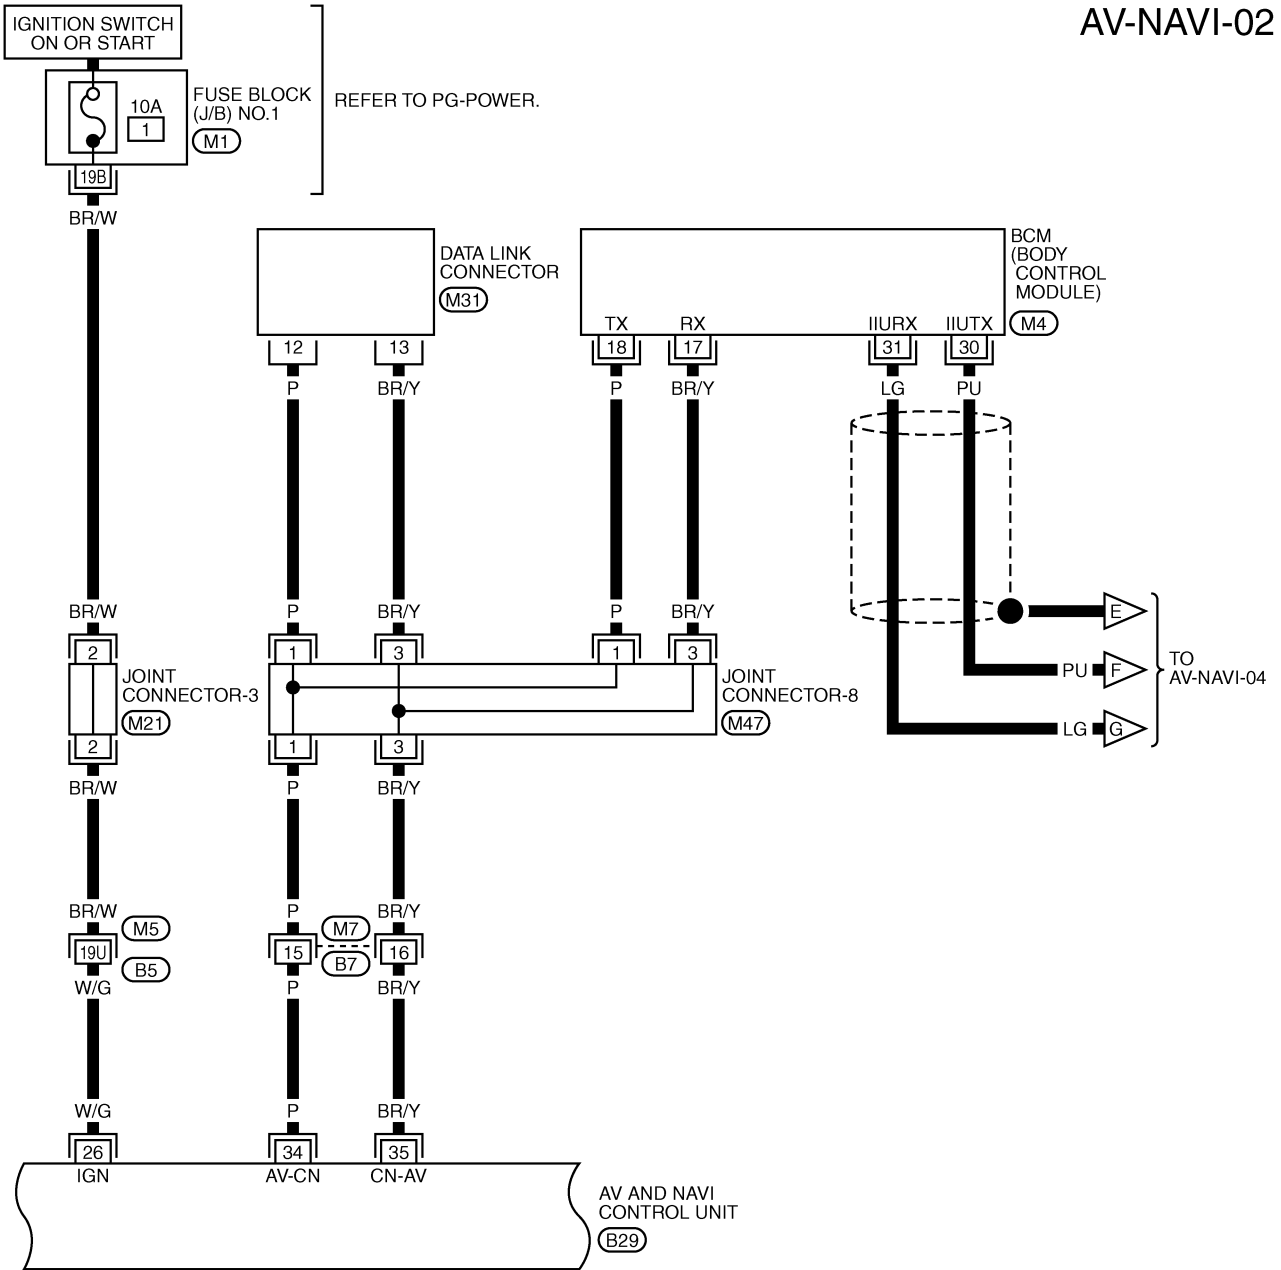 AV-NAVI-02
IGNITION SWITCH
ON OR START
10A
1
FUSE BLOCK
(J/B) NO.1
M1
REFER TO PG-POWER.
19B
BR/W
DATA LINK
CONNECTOR
M31
BCM
(BODY
CONTROL
MODULE)
M4
TX RX IIURX IIUTX
12 13 18 17 31 30
P BR/Y P BR/Y LG PU
BR/W P BR/Y P BR/Y
E
2 1 3 1 3
TO
AV-NAVI-04
PU F
JOINT
CONNECTOR-3
M21
JOINT
CONNECTOR-8
M47
LG G
2 1 3
BR/W P BR/Y
BR/W P BR/Y
M5 M7
19U 15 16
B5 B7
W/G P BR/Y
W/G P BR/Y
26 34 35
IGN AV-CN CN-AV
AV AND NAVI
CONTROL UNIT
B29